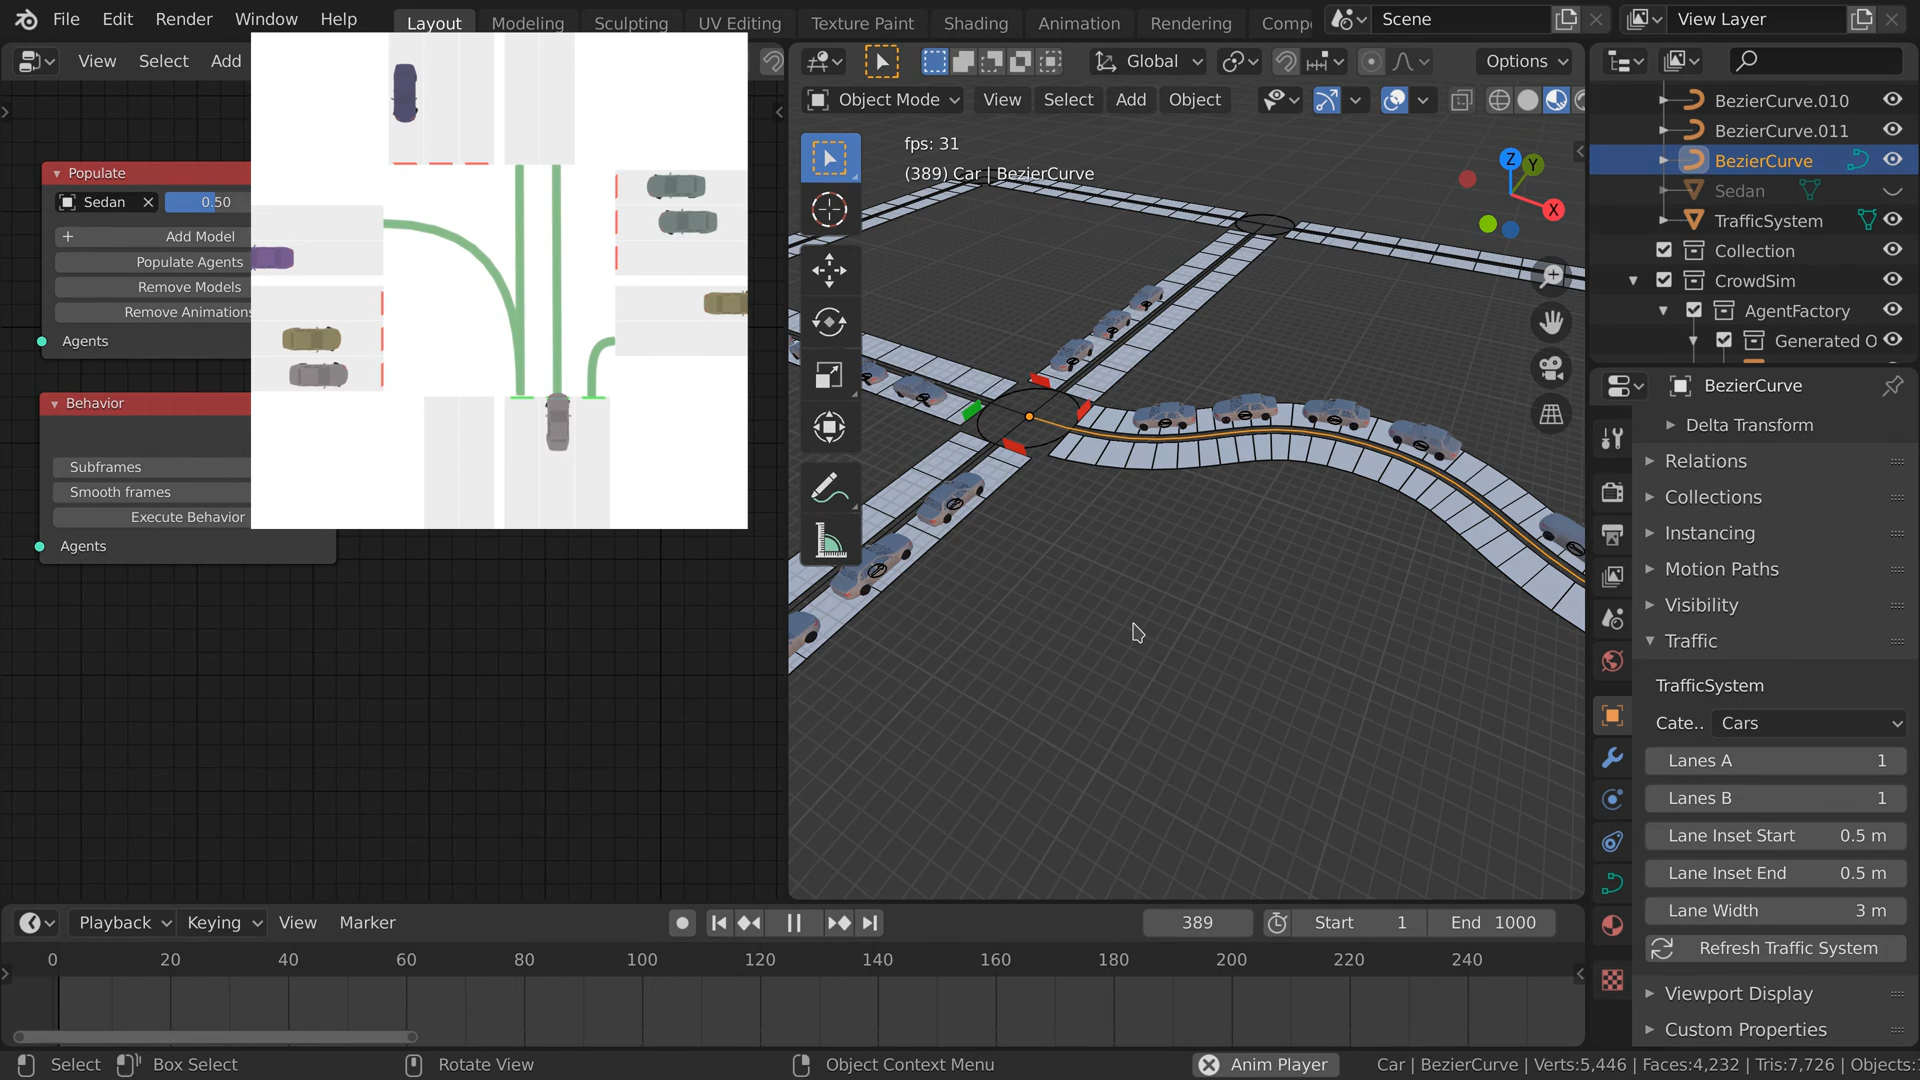 File Edit Render Window Help
Layout Modeling Sculpting UV Editing Texture Paint Shading Animation Rendering Comp
Scene
View Layer
View Select Add
Populate
Sedan
0.50
Add Model
Populate Agents
Remove Models
Remove Animations
Agents
Behavior
Subframes
Smooth frames
Execute Behavior
Agents
Global
Options
Object Mode View Select Add Object
fps: 31
(389) Car | BezierCurve
Z
Y
X
BezierCurve.010
BezierCurve.011
BezierCurve
Sedan
TrafficSystem
Collection
CrowdSim
AgentFactory
Generated O
BezierCurve
Delta Transform
Relations
Collections
Instancing
Motion Paths
Visibility
Traffic
TrafficSystem
Cate.. Cars
Lanes A 1
Lanes B 1
Lane Inset Start 0.5 m
Lane Inset End 0.5 m
Lane Width 3 m
Refresh Traffic System
Viewport Display
Custom Properties
Playback Keying View Marker
389
Start 1
End 1000
0 20 40 60 80 100 120 140 160 180 200 220 240
Select Box Select Rotate View Object Context Menu Anim Player Car | BezierCurve | Verts:5,446 | Faces:4,232 | Tris:7,726 | Objects: